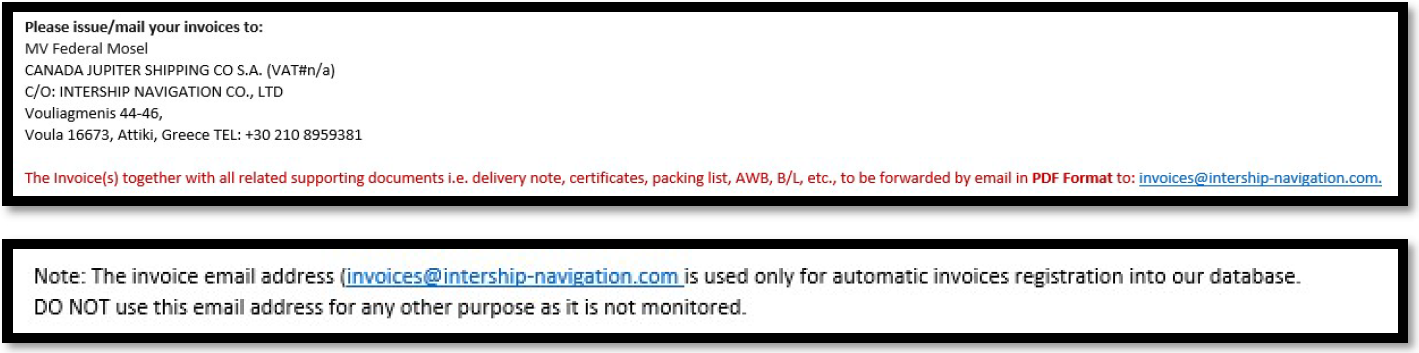 Please issue/mail your invoices to:
MV Federal Mosel
CANADA JUPITER SHIPPING CO S.A. (VAT#n/a)
C/O: INTERSHIP NAVIGATION CO., LTD
Vouliagmenis 44-46,
Voula 16673, Attiki, Greece TEL: +30 210 8959381
The Invoice(s) together with all related supporting documents i.e. delivery note, certificates, packing list, AWB, B/L, etc., to be forwarded by email in PDF Format to: invoices@intership-navigation.com.
Note: The invoice email address (invoices@intership-navigation.com is used only for automatic invoices registration into our database.
DO NOT use this email address for any other purpose as it is not monitored.